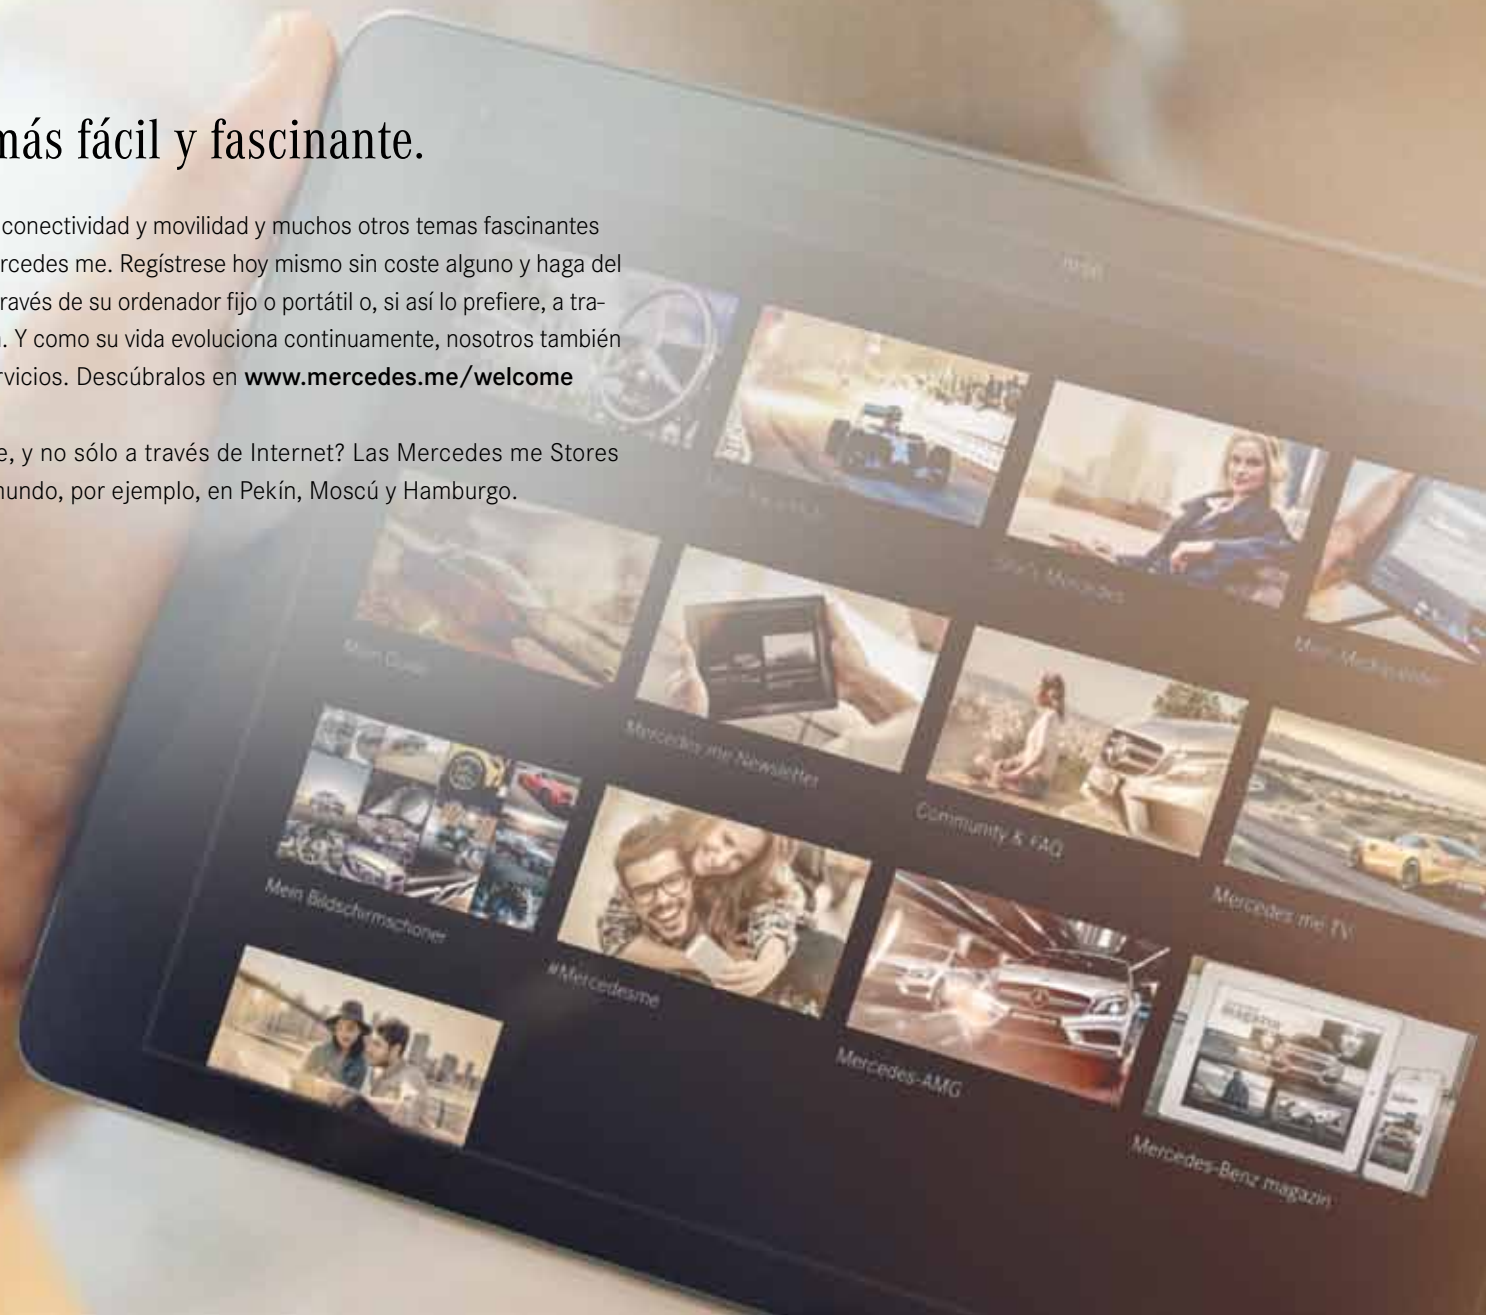 más fácil y fascinante.
conectividad y movilidad y muchos otros temas fascinantes
rcedes me. Regístrese hoy mismo sin coste alguno y haga del
ravés de su ordenador fijo o portátil o, si así lo prefiere, a tra-
. Y como su vida evoluciona continuamente, nosotros también
rvicios. Descúbralos en www.mercedes.me/welcome
e, y no sólo a través de Internet? Las Mercedes me Stores
nundo, por ejemplo, en Pekín, Moscú y Hamburgo.
She's Mercedes
Mein
Mercedes me Newsletter
Community & FAQ
Mercedes me TV
Mein Bildschirmschoner
#Mercedesme
Mercedes-AMG
Mercedes-Benz magazin